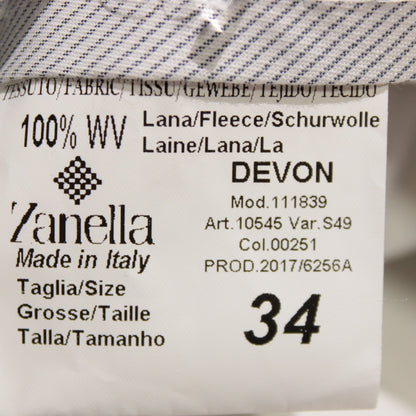 TESSUTO/FABRIC/TISSU/GEWEBE/TEJIDO/TECIDO
100% WV
Lana/Fleece/Schurwolle
Laine/Lana/La
Zanella
Made in Italy
Taglia/Size
Grosse/Taille
Talla/Tamanho
DEVON
Mod.111839
Art.10545 Var.S49
Col.00251
PROD.2017/6256A
34